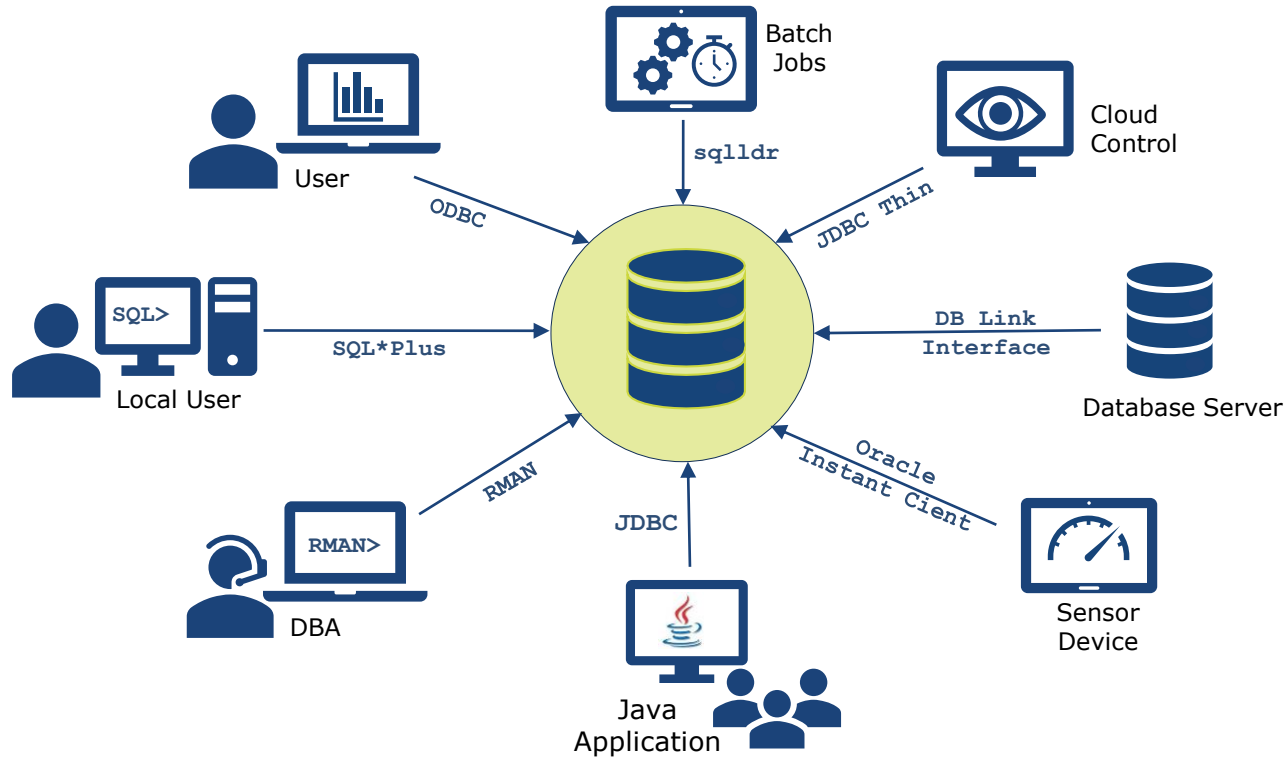 Batch
Jobs
Cloud
Control
User
sqlldr
ODBC
JDBC Thin
SQL>
SQL*Plus
Local User
DB Link
Interface
Database Server
RMAN
Oracle
Instant Cient
JDBC
RMAN>
DBA
Sensor
Device
Java
Application